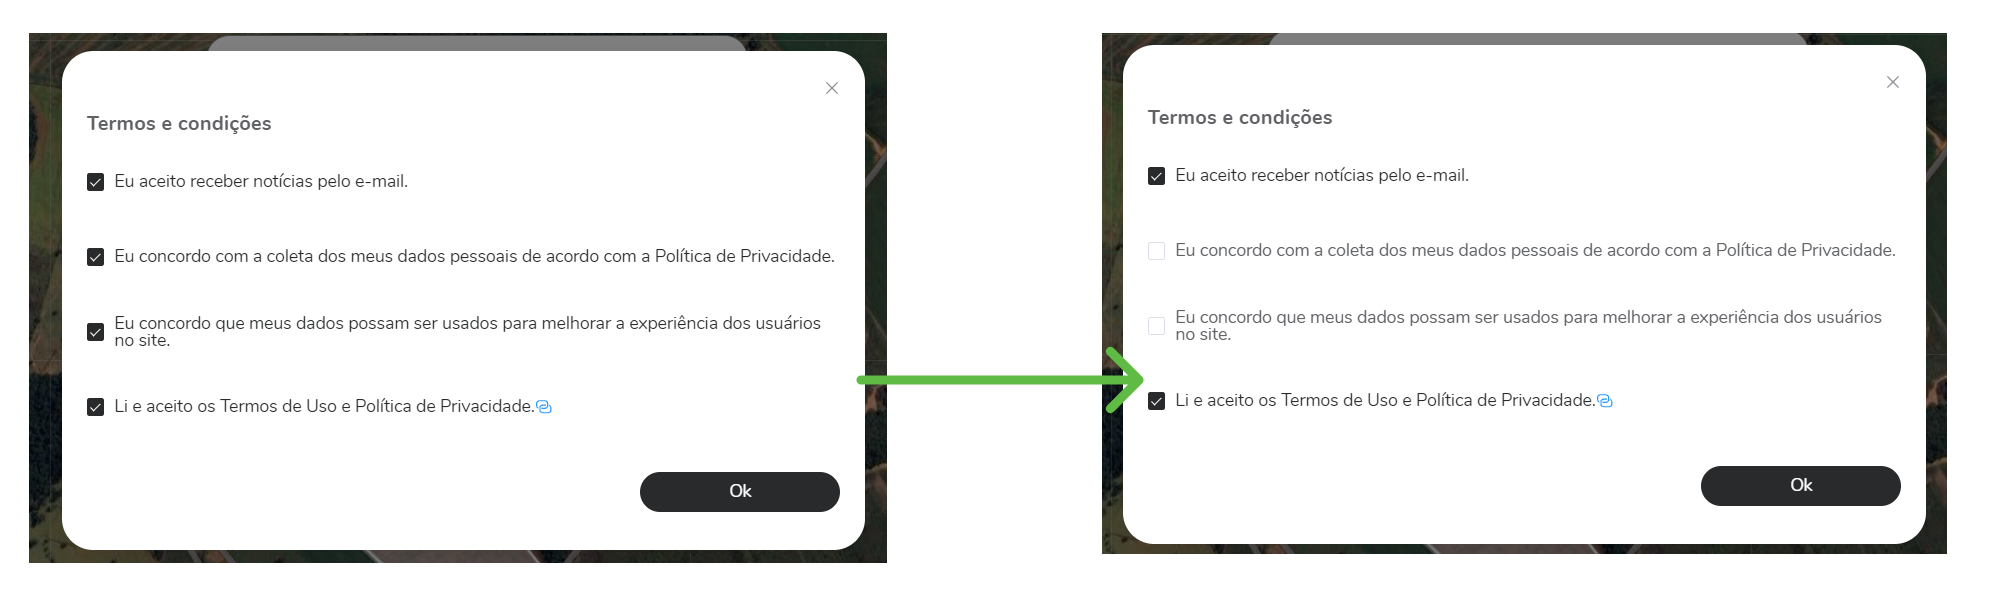 Termos e condições
Eu aceito receber notícias pelo e-mail.
Eu concordo com a coleta dos meus dados pessoais de acordo com a Política de Privacidade.
Eu concordo que meus dados possam ser usados para melhorar a experiência dos usuários
no site.
Li e aceito os Termos de Uso e Política de Privacidade.
Ok
Termos e condições
Eu aceito receber notícias pelo e-mail.
Eu concordo com a coleta dos meus dados pessoais de acordo com a Política de Privacidade.
Eu concordo que meus dados possam ser usados para melhorar a experiência dos usuários
no site.
Li e aceito os Termos de Uso e Política de Privacidade.
Ok